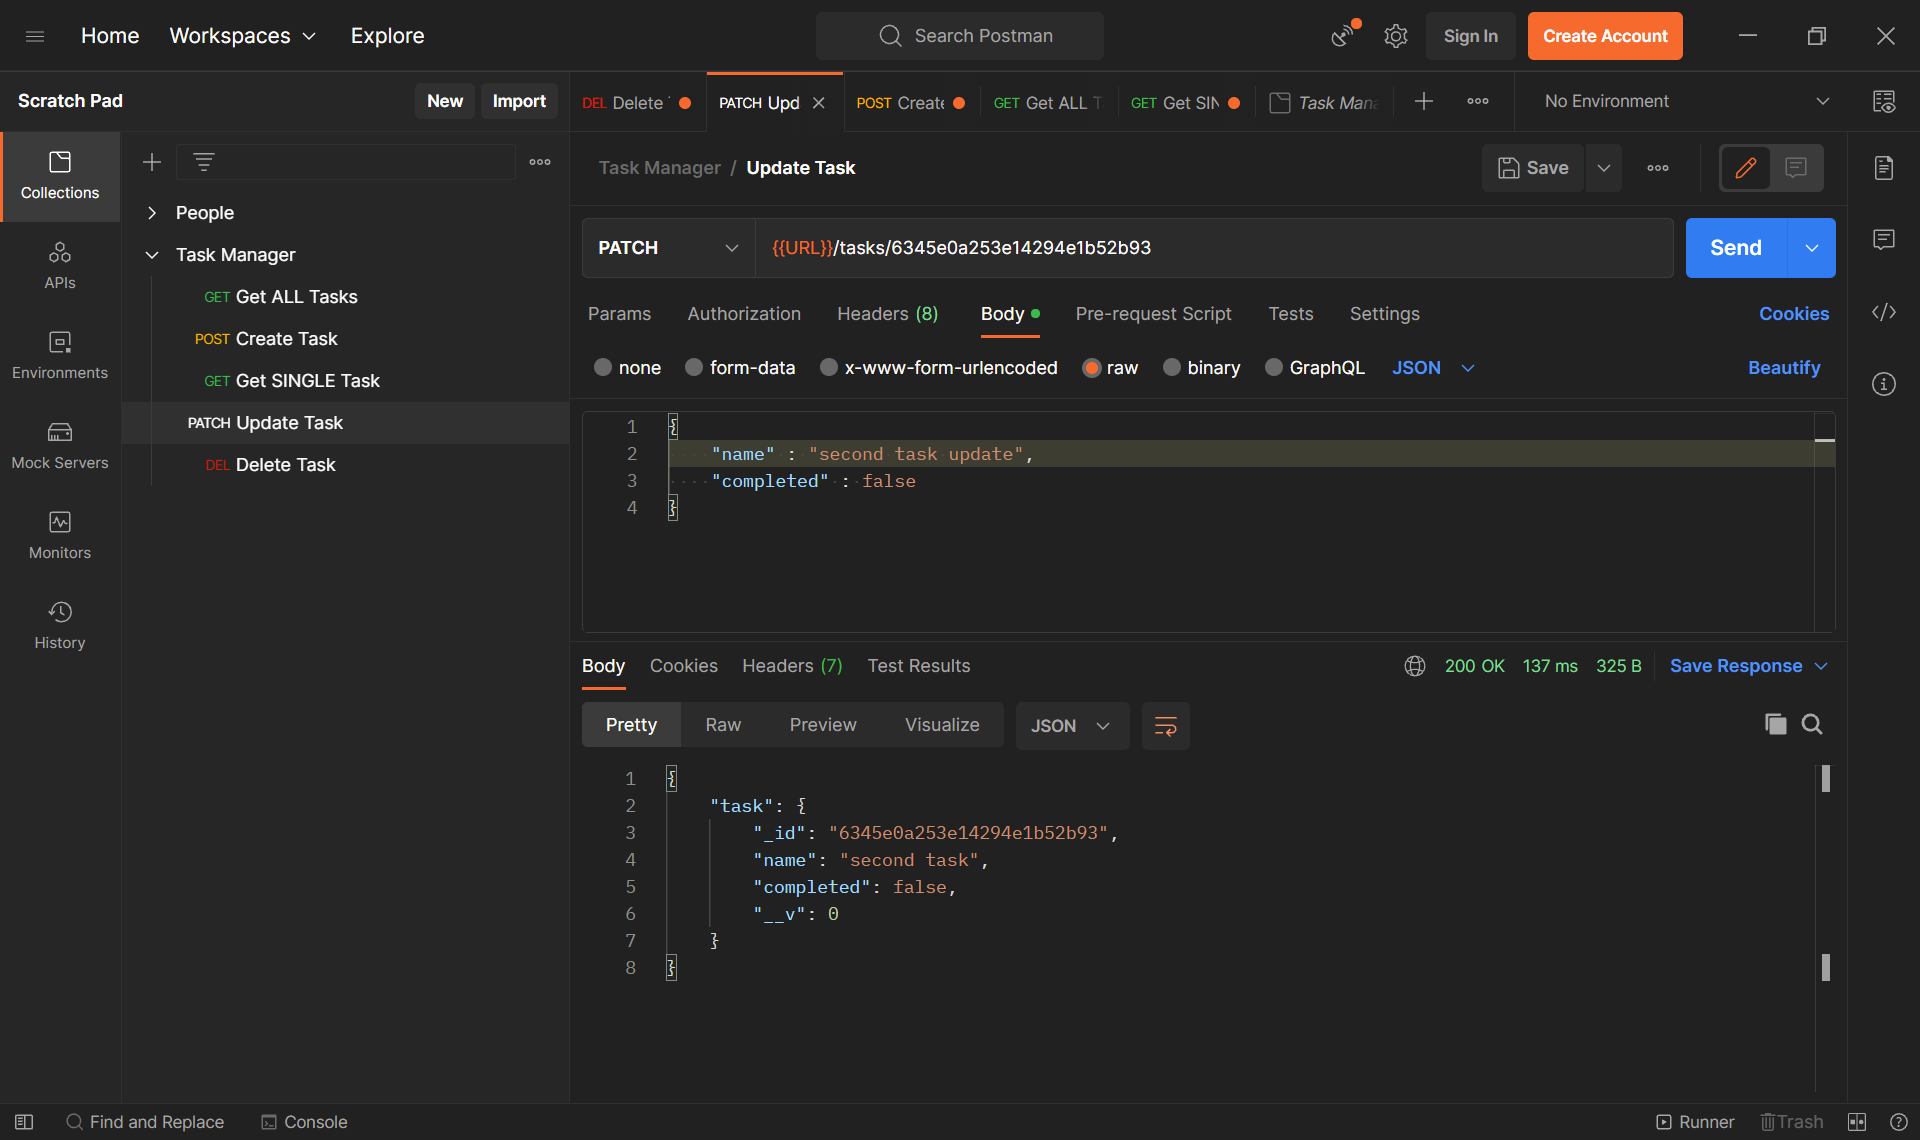 Home Workspaces Explore Search Postman Sign In Create Account
Scratch Pad New Import
DEL Delete PATCH Upd POST Create GET Get ALL T GET Get SIN Task Mana No Environment
Collections
APIs
Environments
Mock Servers
Monitors
History
People
Task Manager
GET Get ALL Tasks
POST Create Task
GET Get SINGLE Task
PATCH Update Task
DEL Delete Task
Task Manager / Update Task Save
PATCH {{URL}}/tasks/6345e0a253e14294e1b52b93 Send
Params Authorization Headers (8) Body Pre-request Script Tests Settings Cookies
none form-data x-www-form-urlencoded raw binary GraphQL JSON Beautify
1 {
2 "name" : "second task update",
3 "completed" : false
4 }
Body Cookies Headers (7) Test Results 200 OK 137 ms 325 B Save Response
Pretty Raw Preview Visualize JSON
1 {
2 "task": {
3 "_id": "6345e0a253e14294e1b52b93",
4 "name": "second task",
5 "completed": false,
6 "__v": 0
7 }
8 }
Find and Replace Console Runner Trash